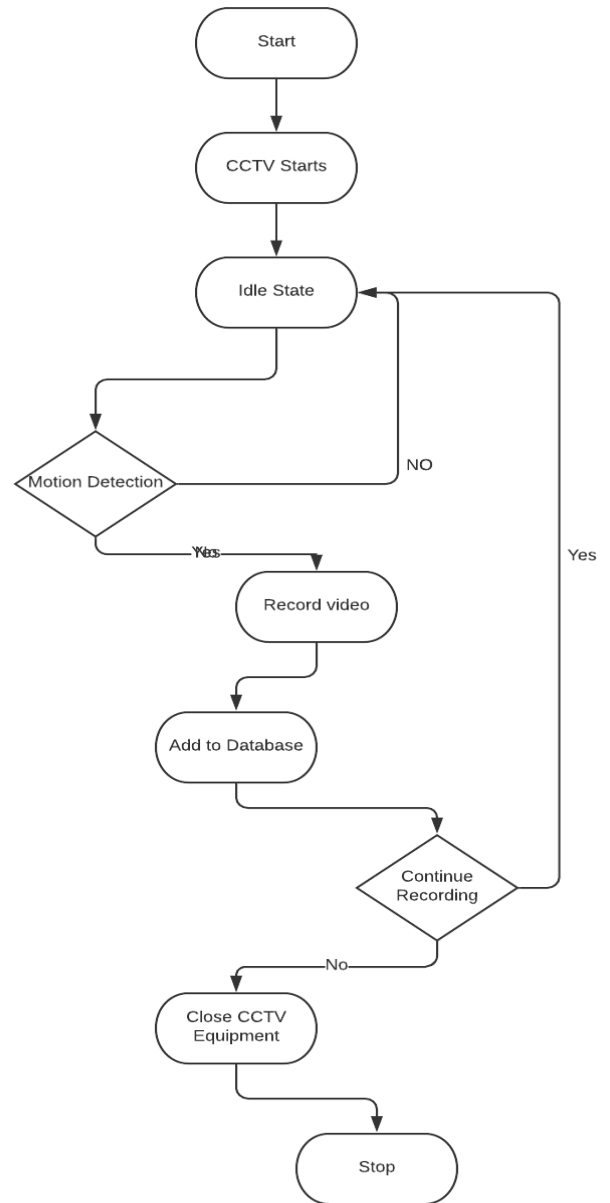 Start
CCTV Starts
Idle State
Motion Detection
NO
Yes
Record video
Add to Database
Continue
Recording
Yes
No
Close CCTV
Equipment
Stop